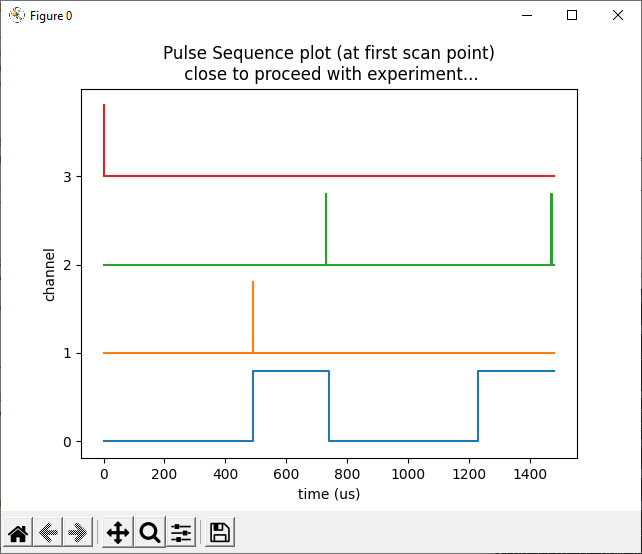 Figure 0
Pulse Sequence plot (at first scan point)
close to proceed with experiment...
3
2
1
0
channel
0 200 400 600 800 1000 1200 1400
time (us)